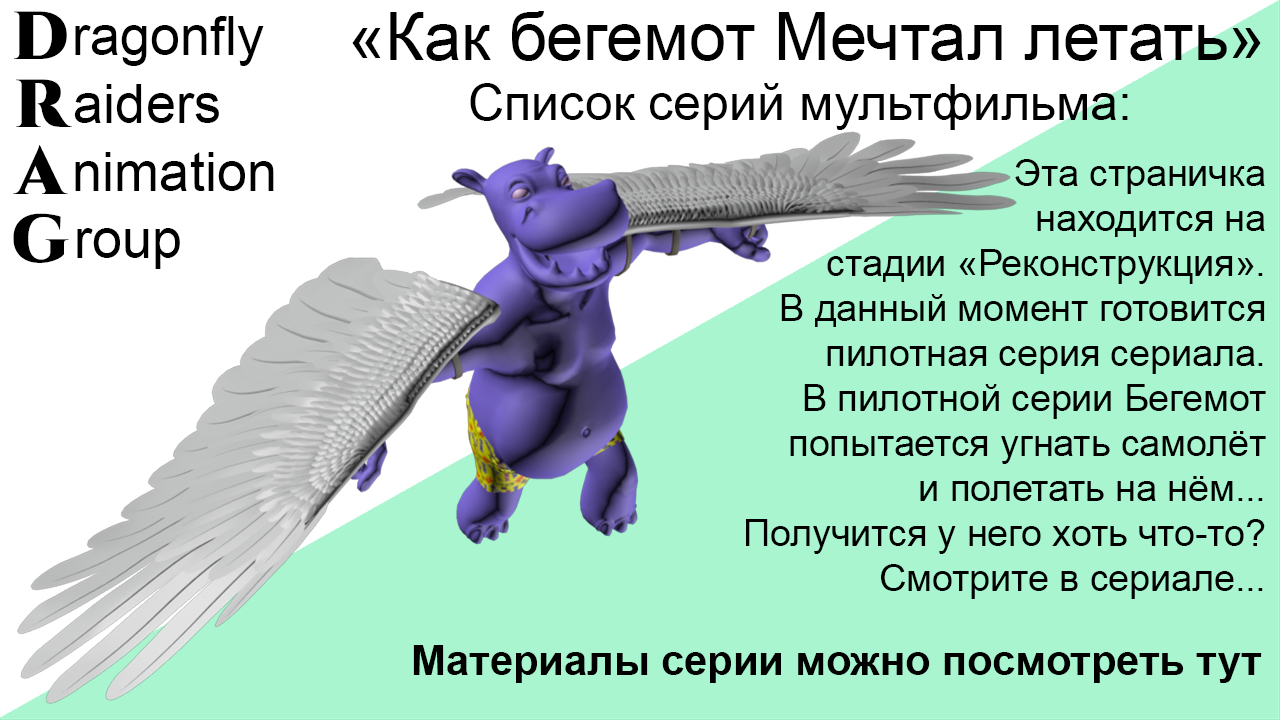 Dragonfly
Raiders
Animation
Group
«Как бегемот Мечтал летать»
Список серий мультфильма:
Эта страничка
находится на
стадии «Реконструкция».
В данный момент готовится
пилотная серия сериала.
В пилотной серии Бегемот
попытается угнать самолёт
и полетать на нём...
Получится у него хоть что-то?
Смотрите в сериале...
Материалы серии можно посмотреть тут